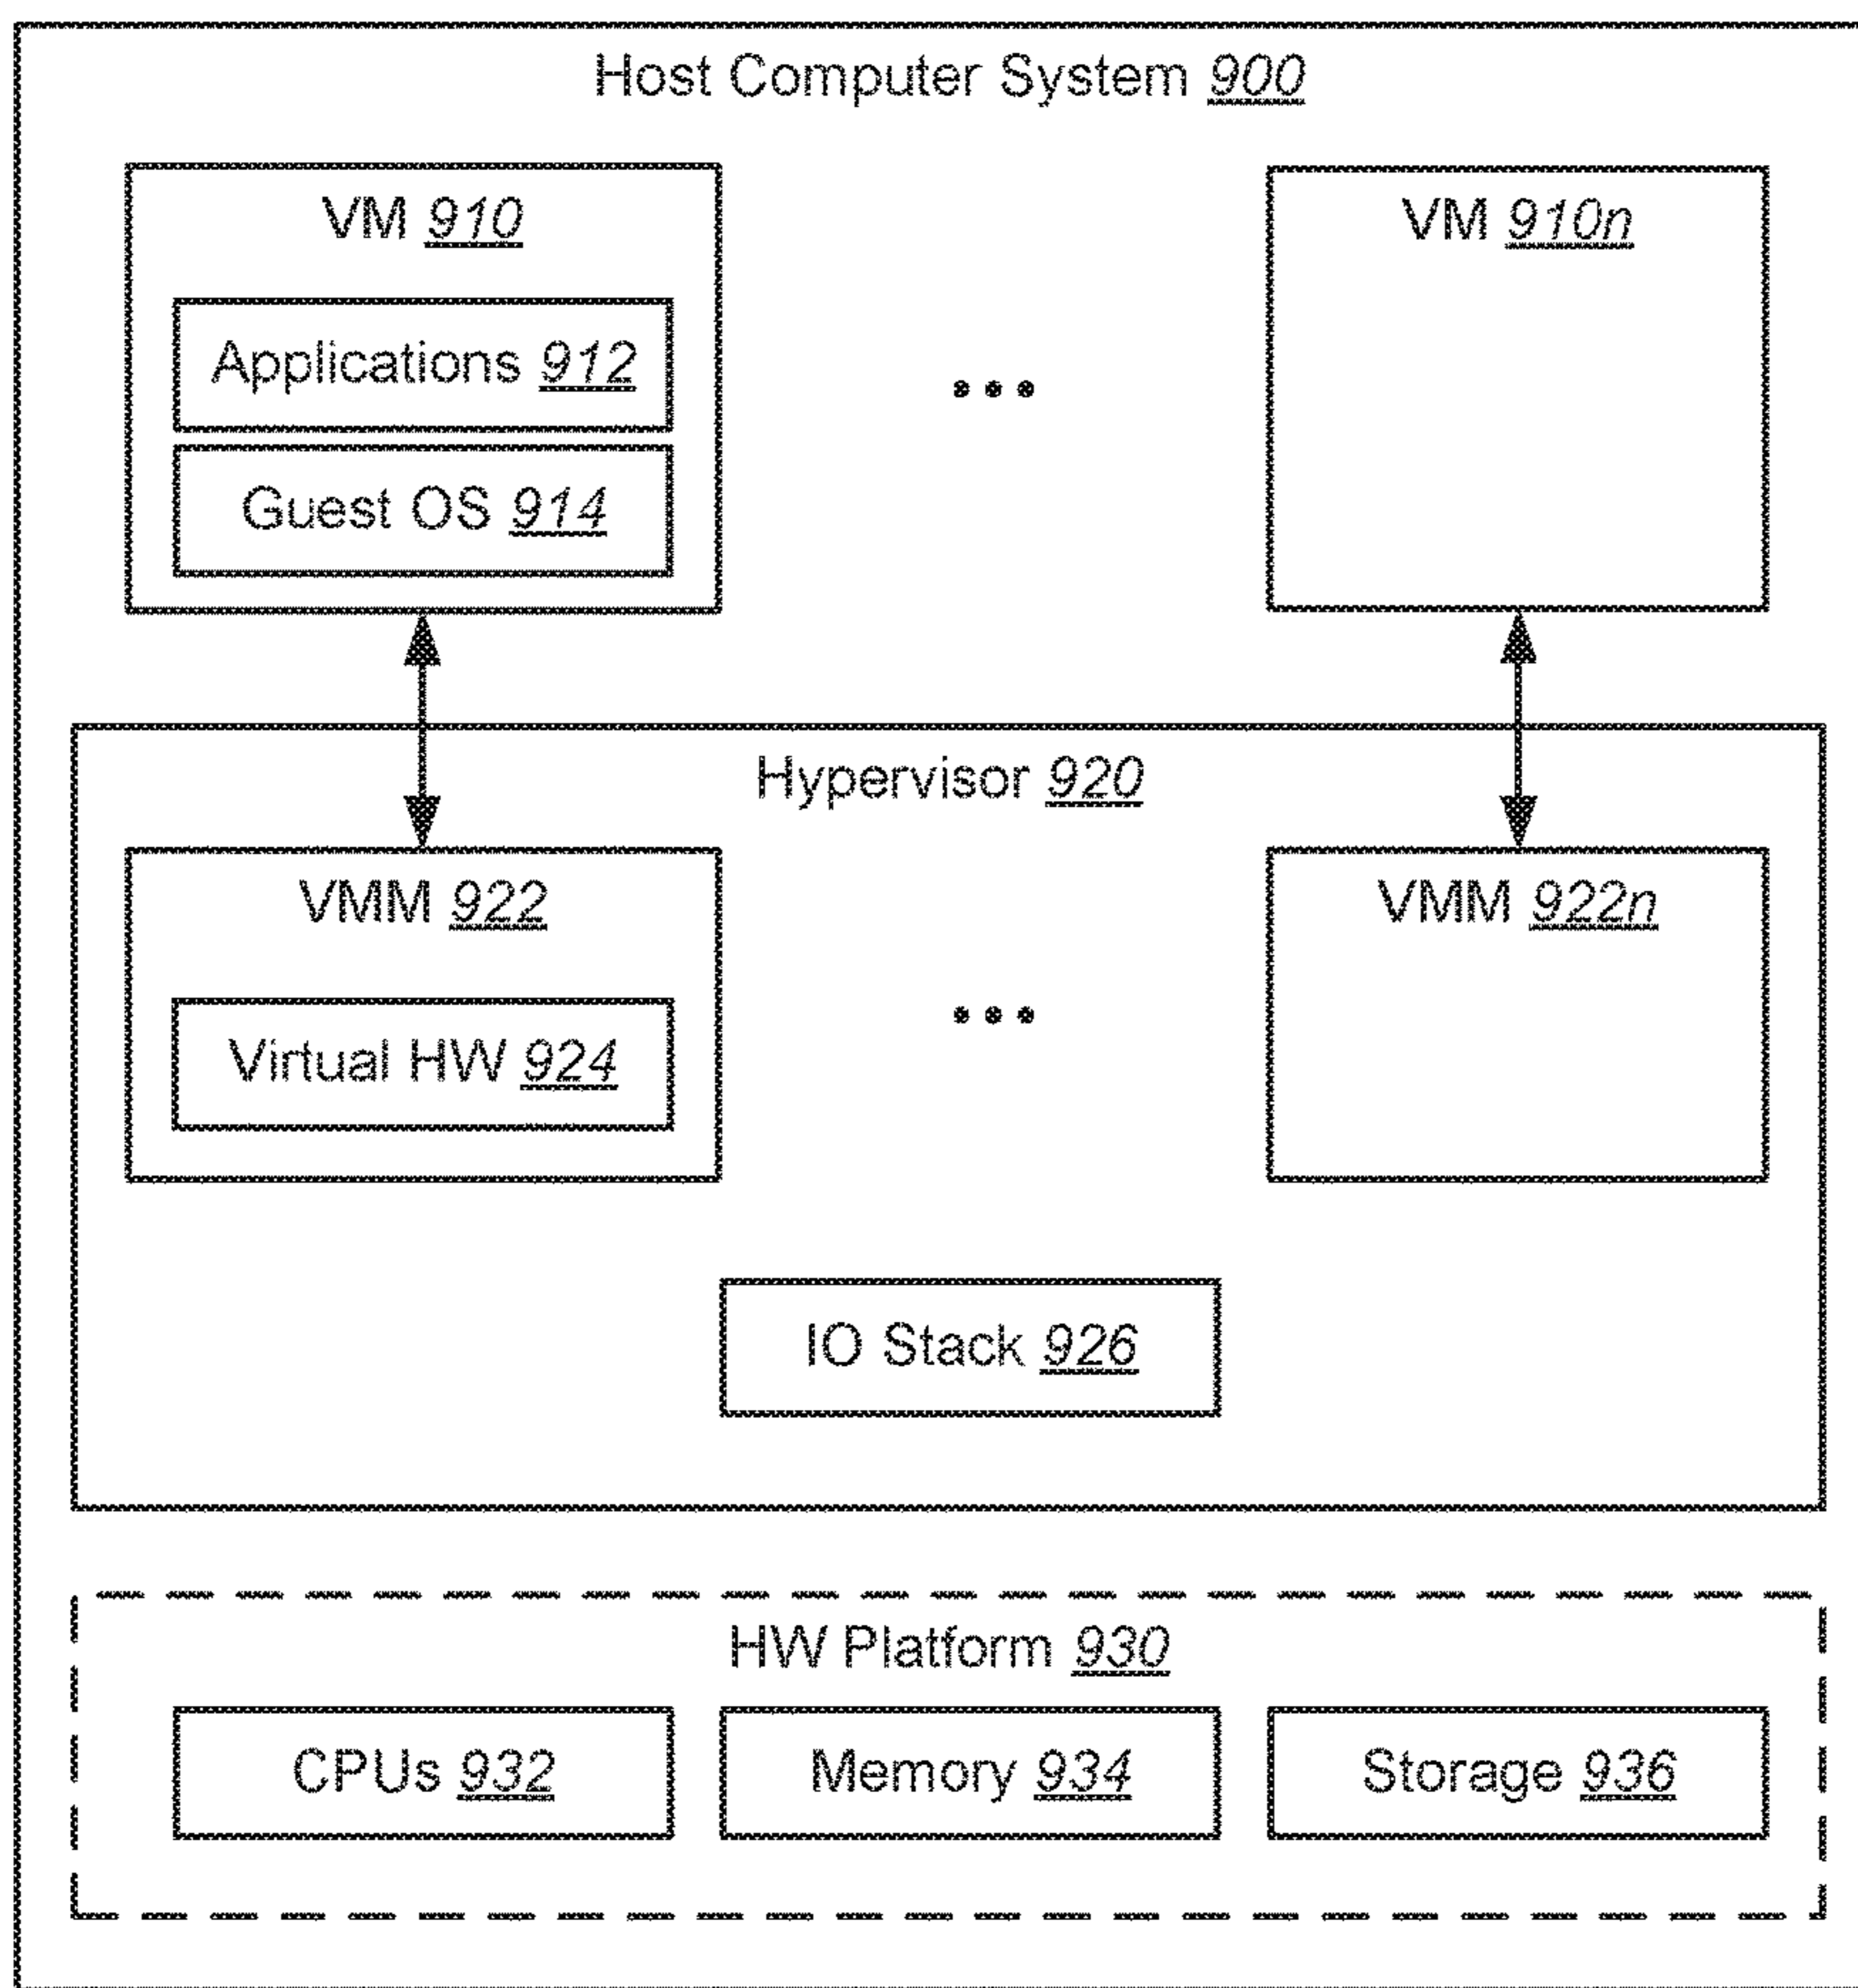 Host Computer System 900
VM 910
VM 910n
Applications 912
Guest OS 914
Hypervisor 920
VMM 922
VMM 922n
Virtual HW 924
IO Stack 926
HW Platform 930
CPUs 932
Memory 934
Storage 936